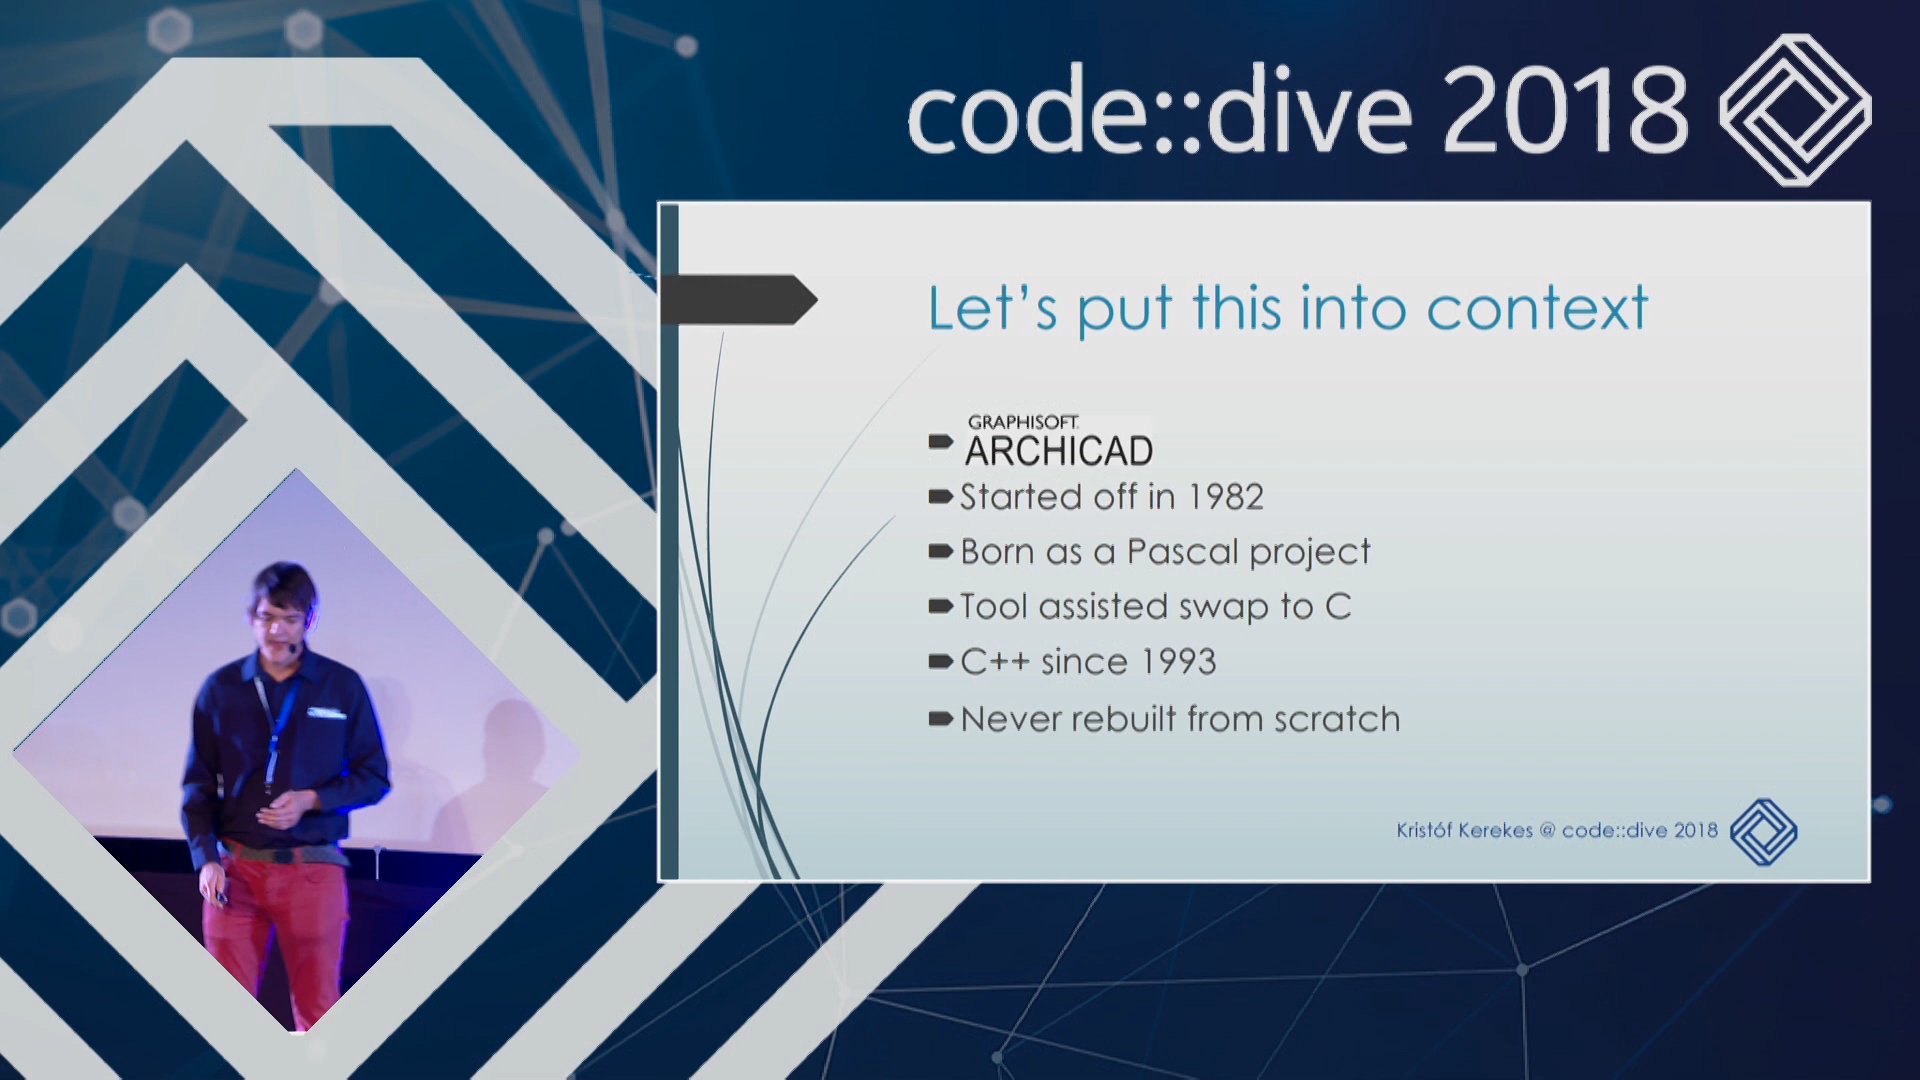 code::dive 2018
Let's put this into context
GRAPHISOFT.
ARCHICAD
Started off in 1982
Born as a Pascal project
Tool assisted swap to C
C++ since 1993
Never rebuilt from scratch
Kristóf Kerekes @ code::dive 2018